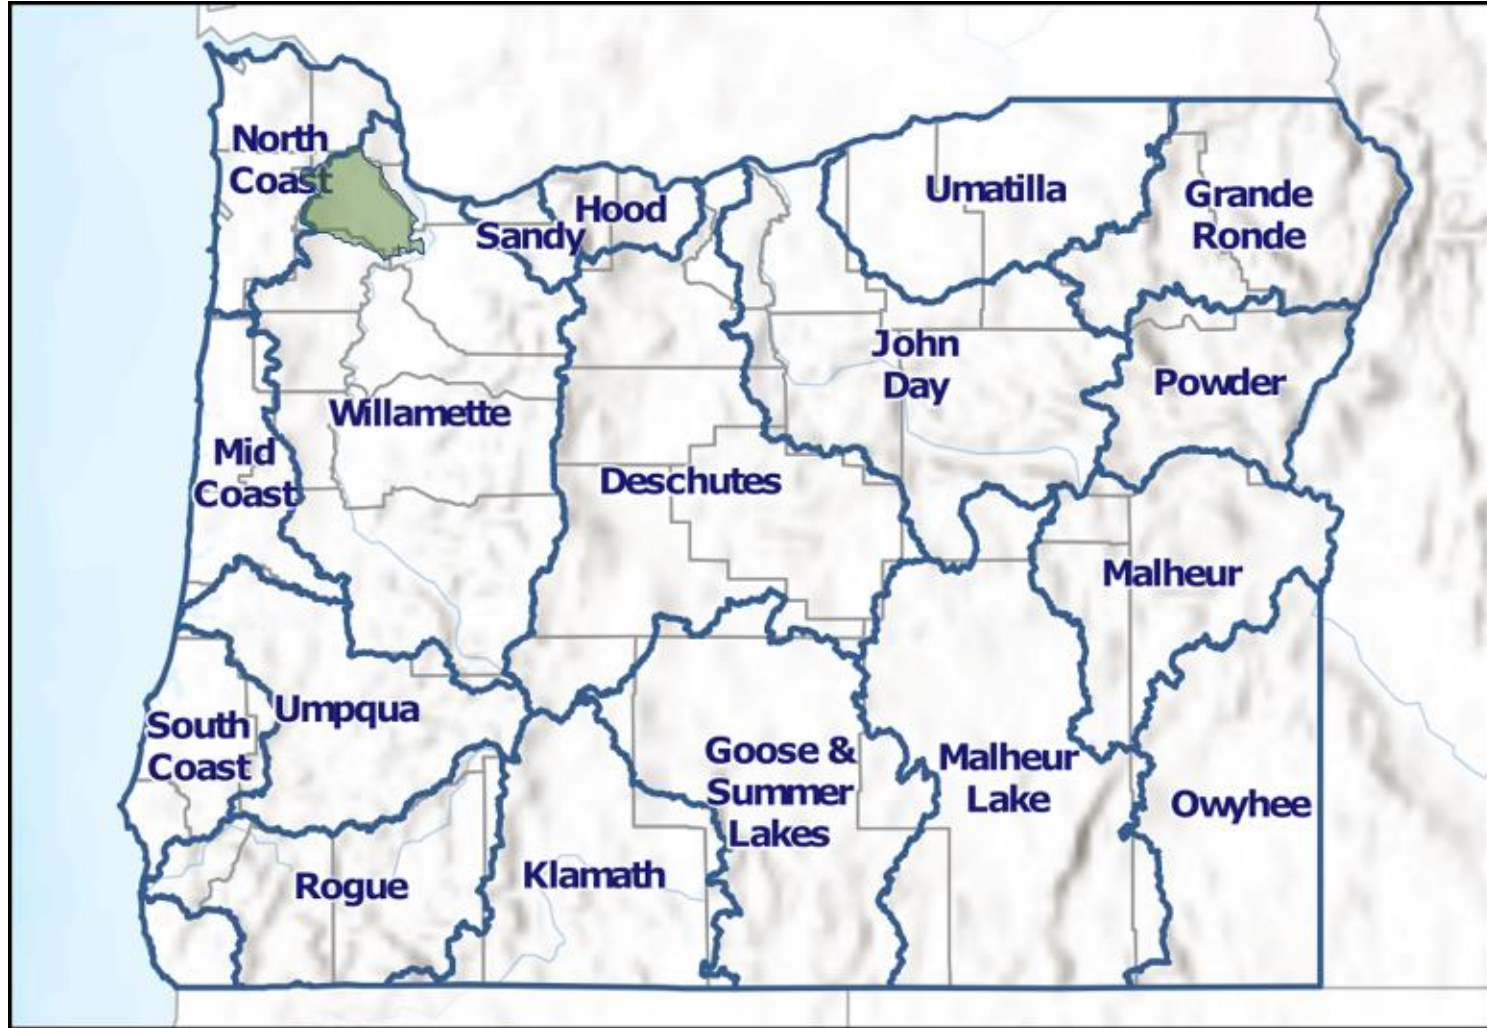 North
Coast
Sandy
Hood
Umatilla
Grande
Ronde
John
Day
Powder
Willamette
Mid
Coast
Deschutes
Malheur
South
Coast
Umpqua
Goose &
Summer
Lakes
Malheur
Lake
Owyhee
Rogue
Klamath